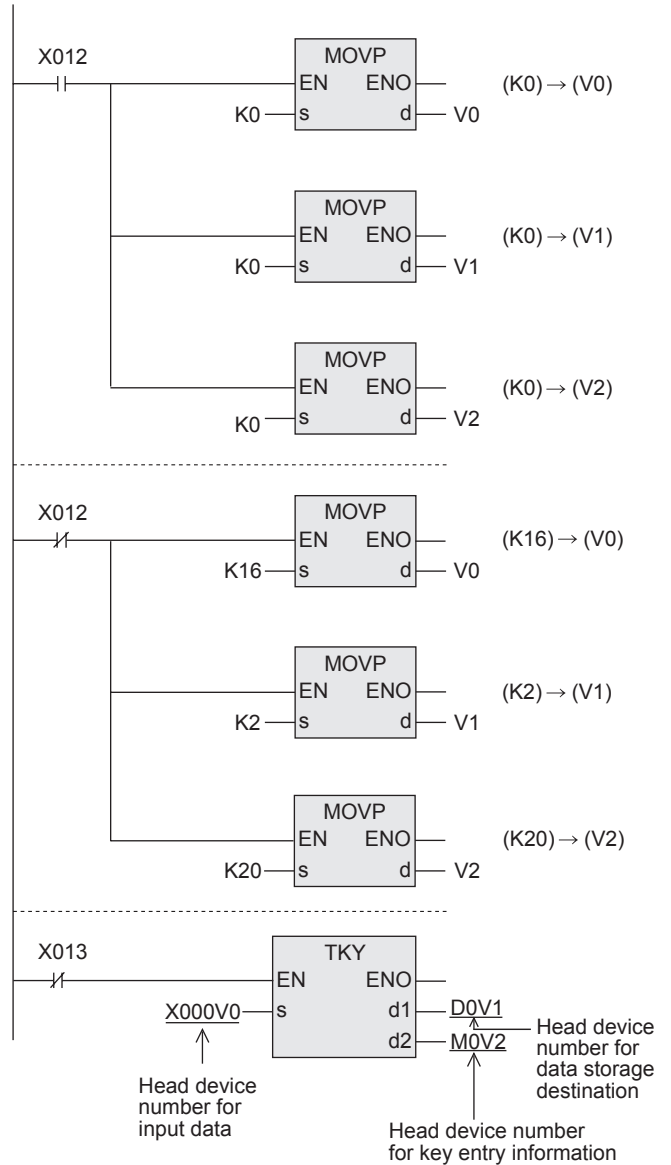 X012
MOVP
EN ENO
K0 s d V0
(K0) → (V0)
MOVP
EN ENO
K0 s d V1
(K0) → (V1)
MOVP
EN ENO
K0 s d V2
(K0) → (V2)
X012
MOVP
EN ENO
K16 s d V0
(K16) → (V0)
MOVP
EN ENO
K2 s d V1
(K2) → (V1)
MOVP
EN ENO
K20 s d V2
(K20) → (V2)
X013
TKY
EN ENO
X000V0 s d1 D0V1
d2 M0V2
Head device
number for
data storage
destination
Head device
number for
input data
Head device number
for key entry information